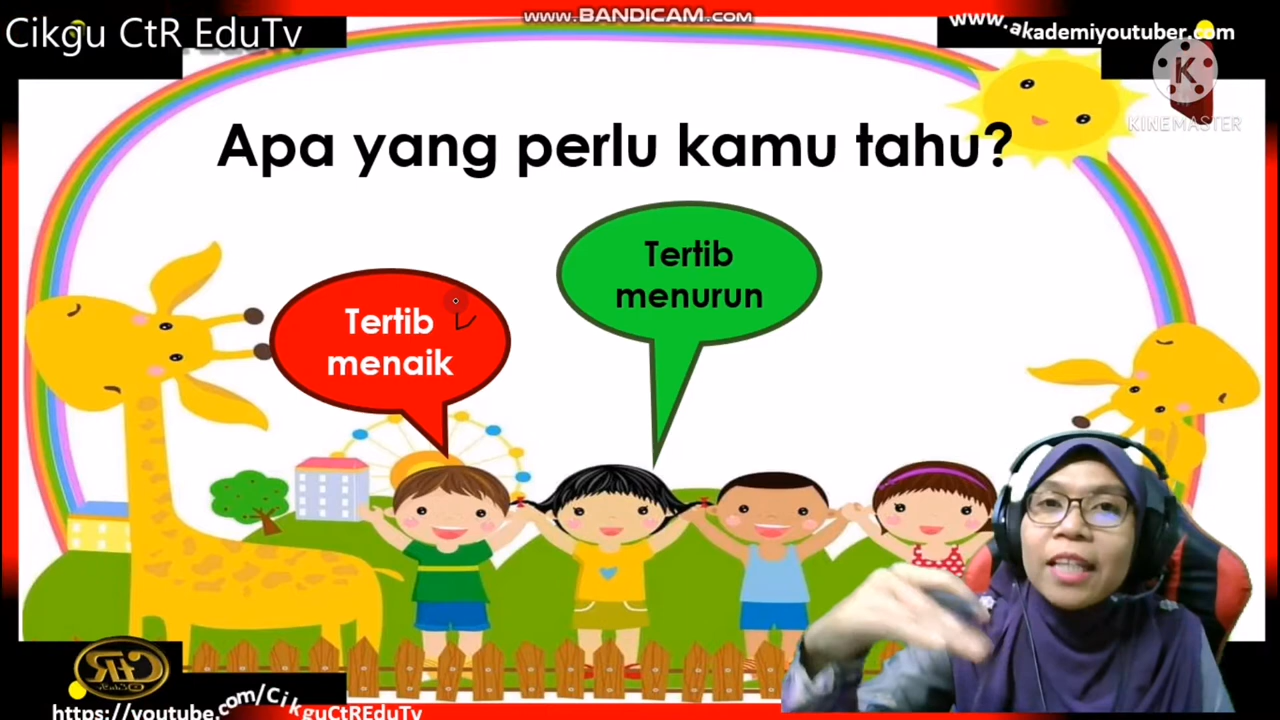 www.BANDICAM.com
Cikgu CtR EduTv
www.akademiyoutuber.com
K
KINEMASTER
Apa yang perlu kamu tahu?
Tertib
menurun
Tertib
menaik
CtR
https://youtube.com/CikguCtREduTv